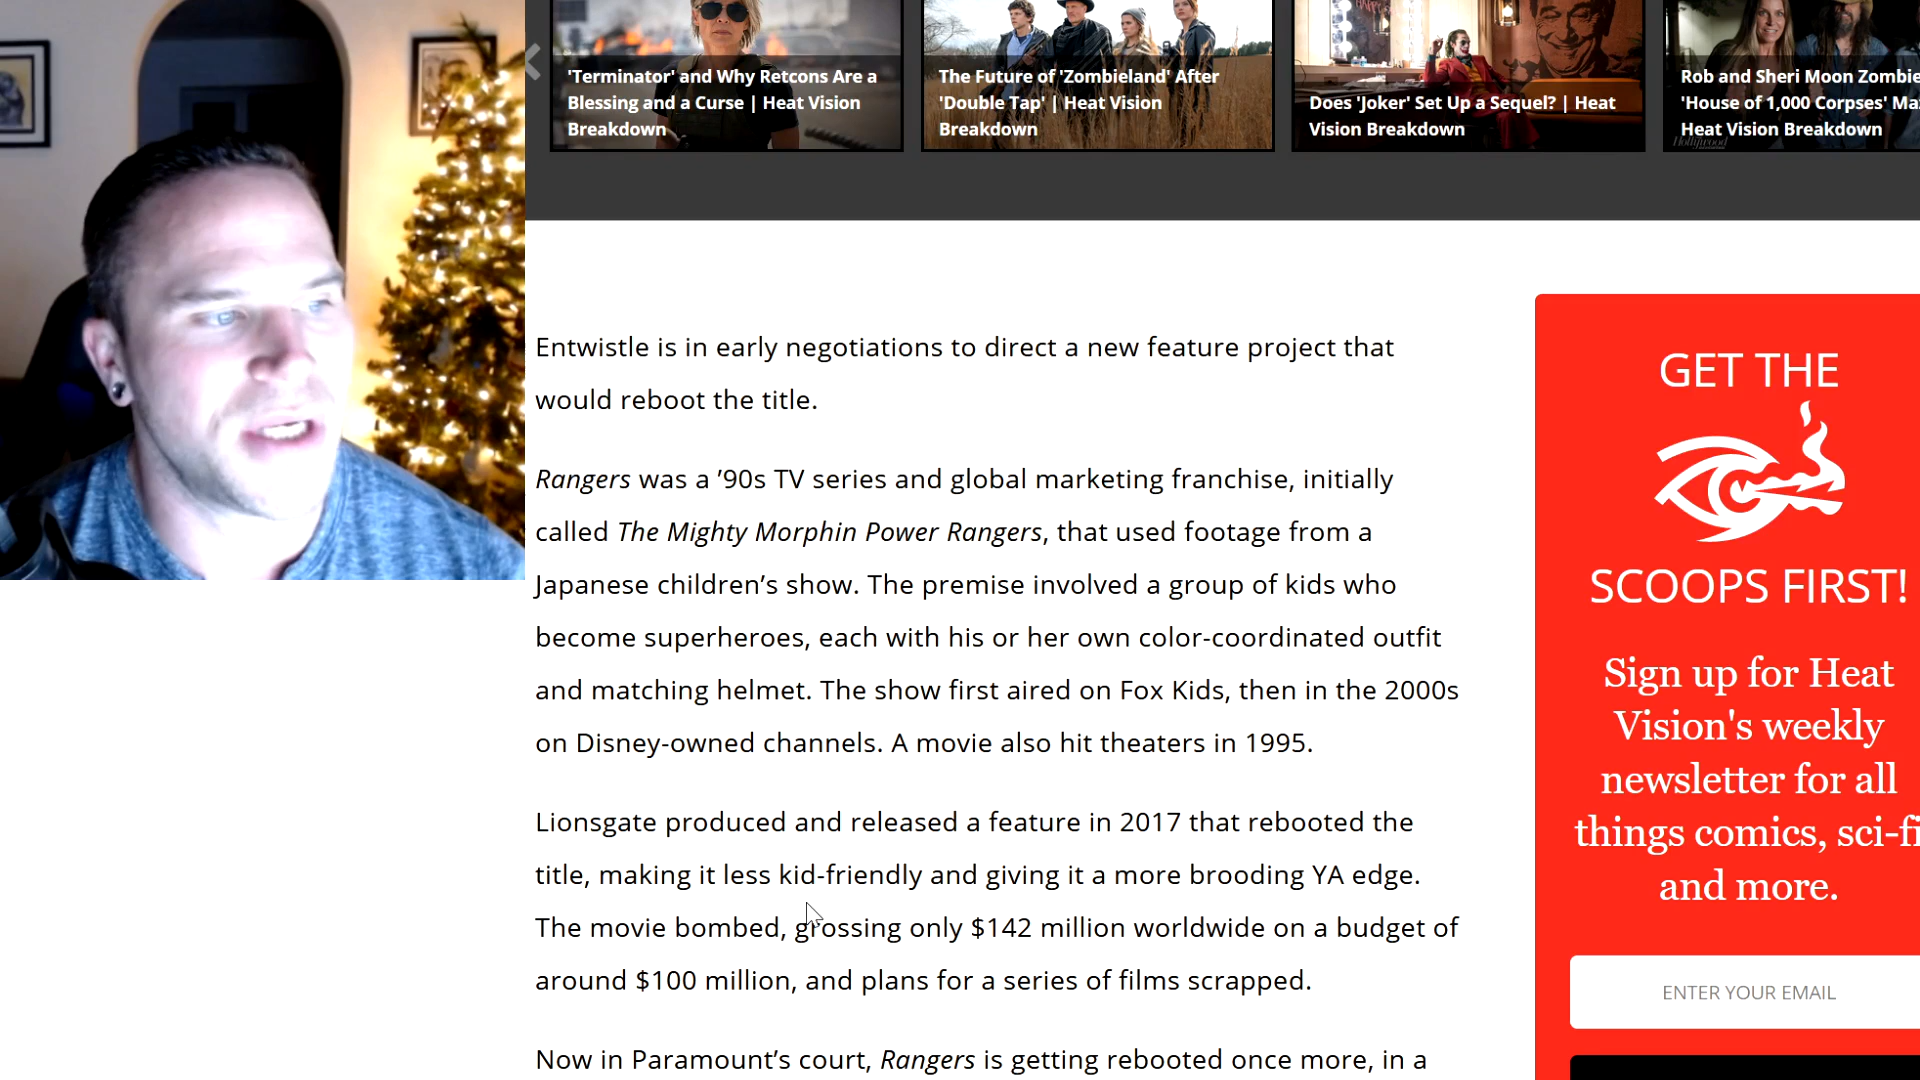 'Terminator' and Why Retcons Are a
Blessing and a Curse | Heat Vision
Breakdown
The Future of 'Zombieland' After
'Double Tap' | Heat Vision
Breakdown
Does 'Joker' Set Up a Sequel? | Heat
Vision Breakdown
Rob and Sheri Moon Zombie
'House of 1,000 Corpses' Ma
Heat Vision Breakdown
Entwistle is in early negotiations to direct a new feature project that
would reboot the title.
Rangers was a ’90s TV series and global marketing franchise, initially
called The Mighty Morphin Power Rangers, that used footage from a
Japanese children’s show. The premise involved a group of kids who
become superheroes, each with his or her own color-coordinated outfit
and matching helmet. The show first aired on Fox Kids, then in the 2000s
on Disney-owned channels. A movie also hit theaters in 1995.
Lionsgate produced and released a feature in 2017 that rebooted the
title, making it less kid-friendly and giving it a more brooding YA edge.
The movie bombed, grossing only $142 million worldwide on a budget of
around $100 million, and plans for a series of films scrapped.
Now in Paramount’s court, Rangers is getting rebooted once more, in a
GET THE
SCOOPS FIRST!
Sign up for Heat
Vision's weekly
newsletter for all
things comics, sci-fi
and more.
ENTER YOUR EMAIL